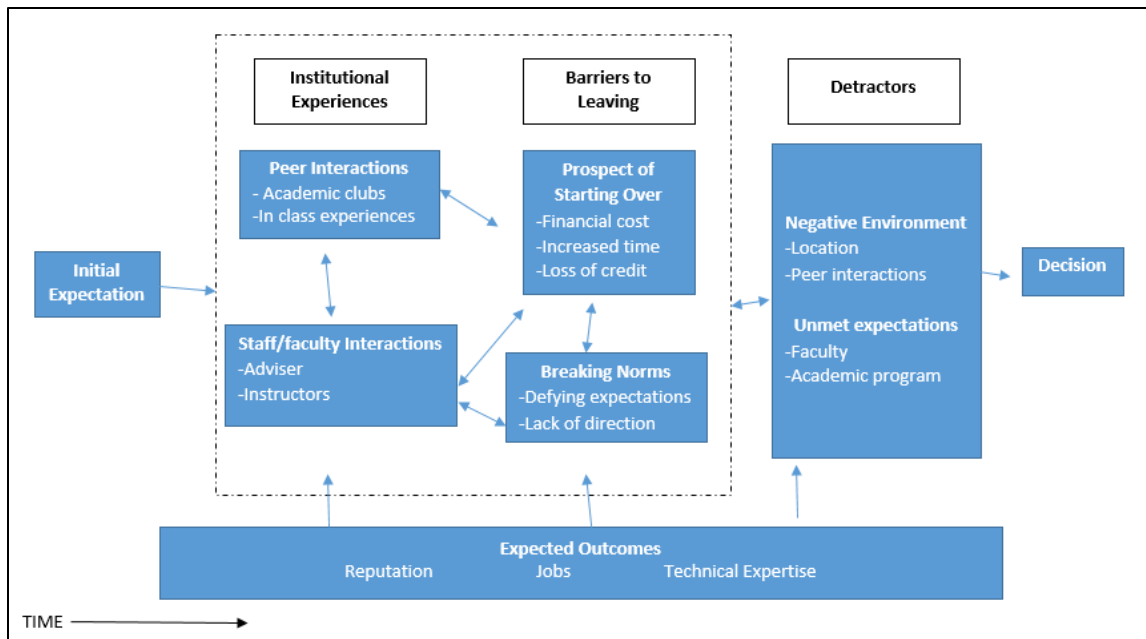 Institutional
Experiences
Barriers to
Leaving
Detractors
Peer Interactions
- Academic clubs
- In class experiences
Prospect of
Starting Over
-Financial cost
-Increased time
-Loss of credit
Negative Environment
-Location
-Peer interactions
Unmet expectations
-Faculty
-Academic program
Initial
Expectation
Decision
Staff/faculty Interactions
-Adviser
-Instructors
Breaking Norms
-Defying expectations
-Lack of direction
Expected Outcomes
Reputation Jobs Technical Expertise
TIME